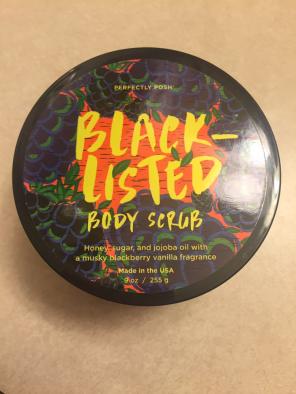 PERFECTLY POSH
BLACK-
LISTED
BODY SCRUB
Honey, sugar, and jojoba oil with
a musky blackberry vanilla fragrance
Made in the USA
9 oz / 255 g